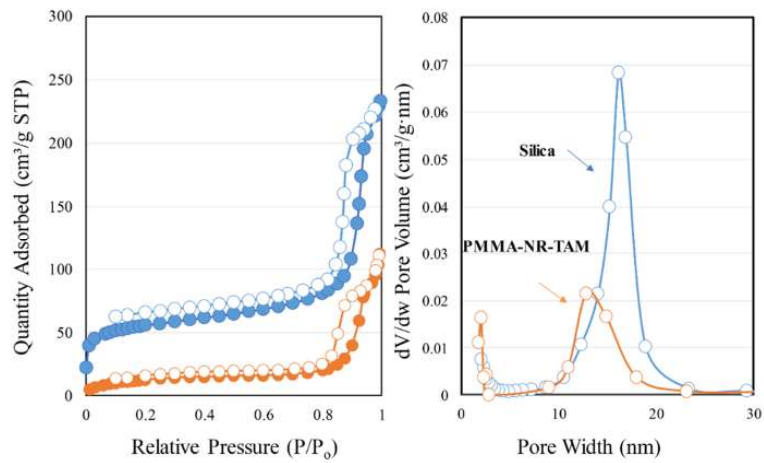 300
250
200
150
100
50
0
0 0.2 0.4 0.6 0.8 1
Quantity Adsorbed (cm³/g STP)
Relative Pressure (P/Pₒ)
0.08
0.07
0.06
0.05
0.04
0.03
0.02
0.01
0
0 10 20 30
dV/dw Pore Volume (cm³/g·nm)
Pore Width (nm)
Silica
PMMA-NR-TAM